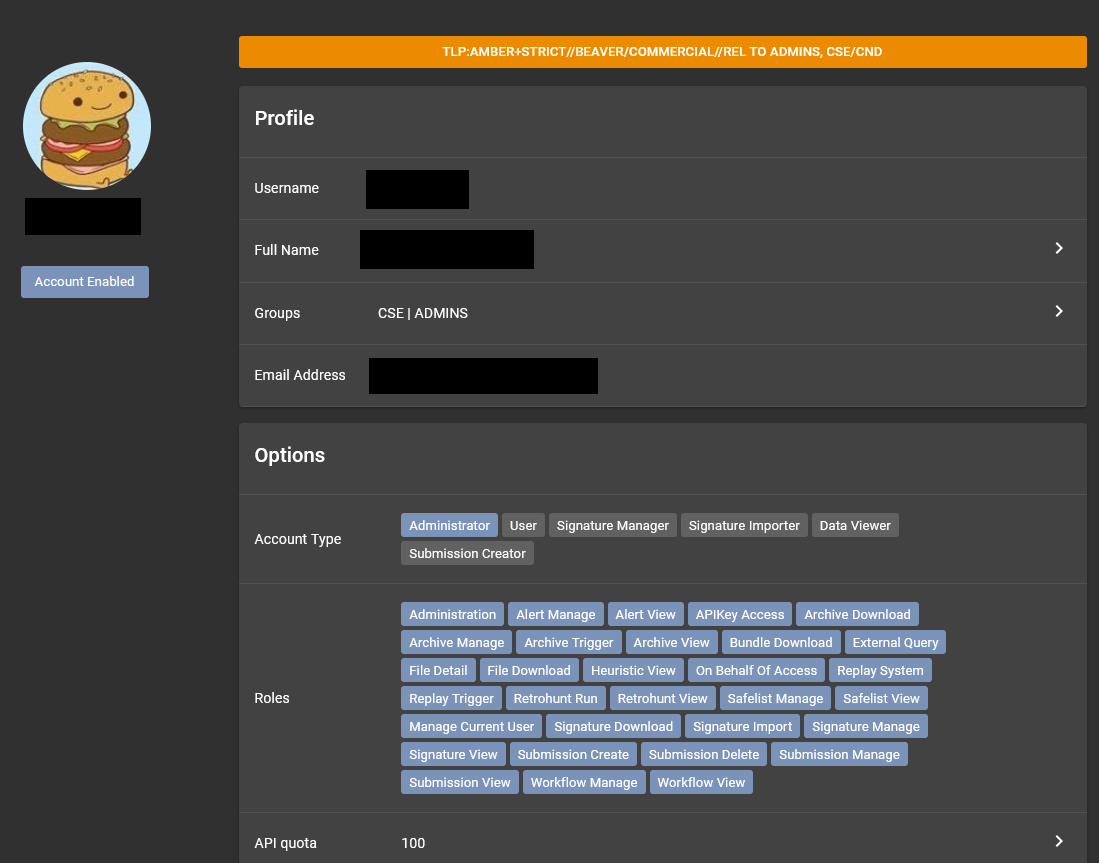 TLP:AMBER+STRICT//BEAVER/COMMERCIAL//REL TO ADMINS, CSE/CND
Account Enabled
Profile
Username
Full Name
Groups CSE | ADMINS
Email Address
Options
Account Type
Administrator User Signature Manager Signature Importer Data Viewer
Submission Creator
Roles
Administration Alert Manage Alert View APIKey Access Archive Download
Archive Manage Archive Trigger Archive View Bundle Download External Query
File Detail File Download Heuristic View On Behalf Of Access Replay System
Replay Trigger Retrohunt Run Retrohunt View Safelist Manage Safelist View
Manage Current User Signature Download Signature Import Signature Manage
Signature View Submission Create Submission Delete Submission Manage
Submission View Workflow Manage Workflow View
API quota 100